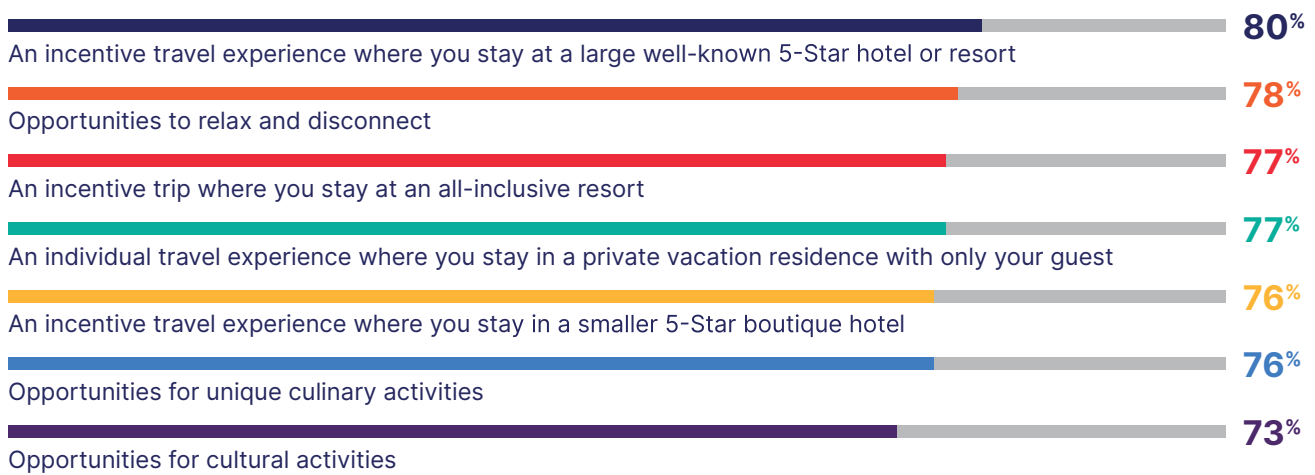 80%
An incentive travel experience where you stay at a large well-known 5-Star hotel or resort
78%
Opportunities to relax and disconnect
77%
An incentive trip where you stay at an all-inclusive resort
77%
An individual travel experience where you stay in a private vacation residence with only your guest
76%
An incentive travel experience where you stay in a smaller 5-Star boutique hotel
76%
Opportunities for unique culinary activities
73%
Opportunities for cultural activities